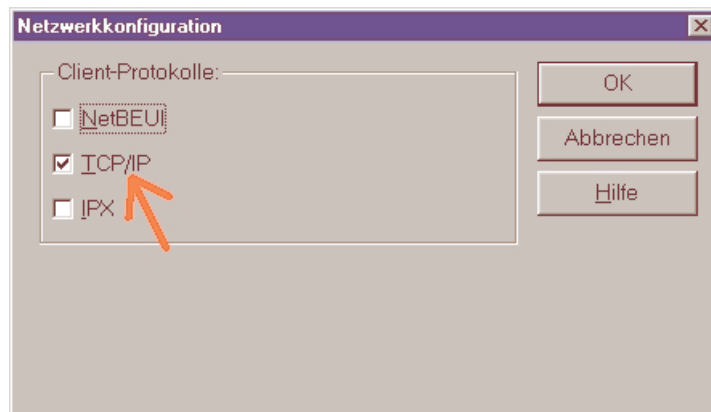 Netzwerkkonfiguration
Client-Protokolle:
NetBEUI
TCP/IP
IPX
OK
Abbrechen
Hilfe